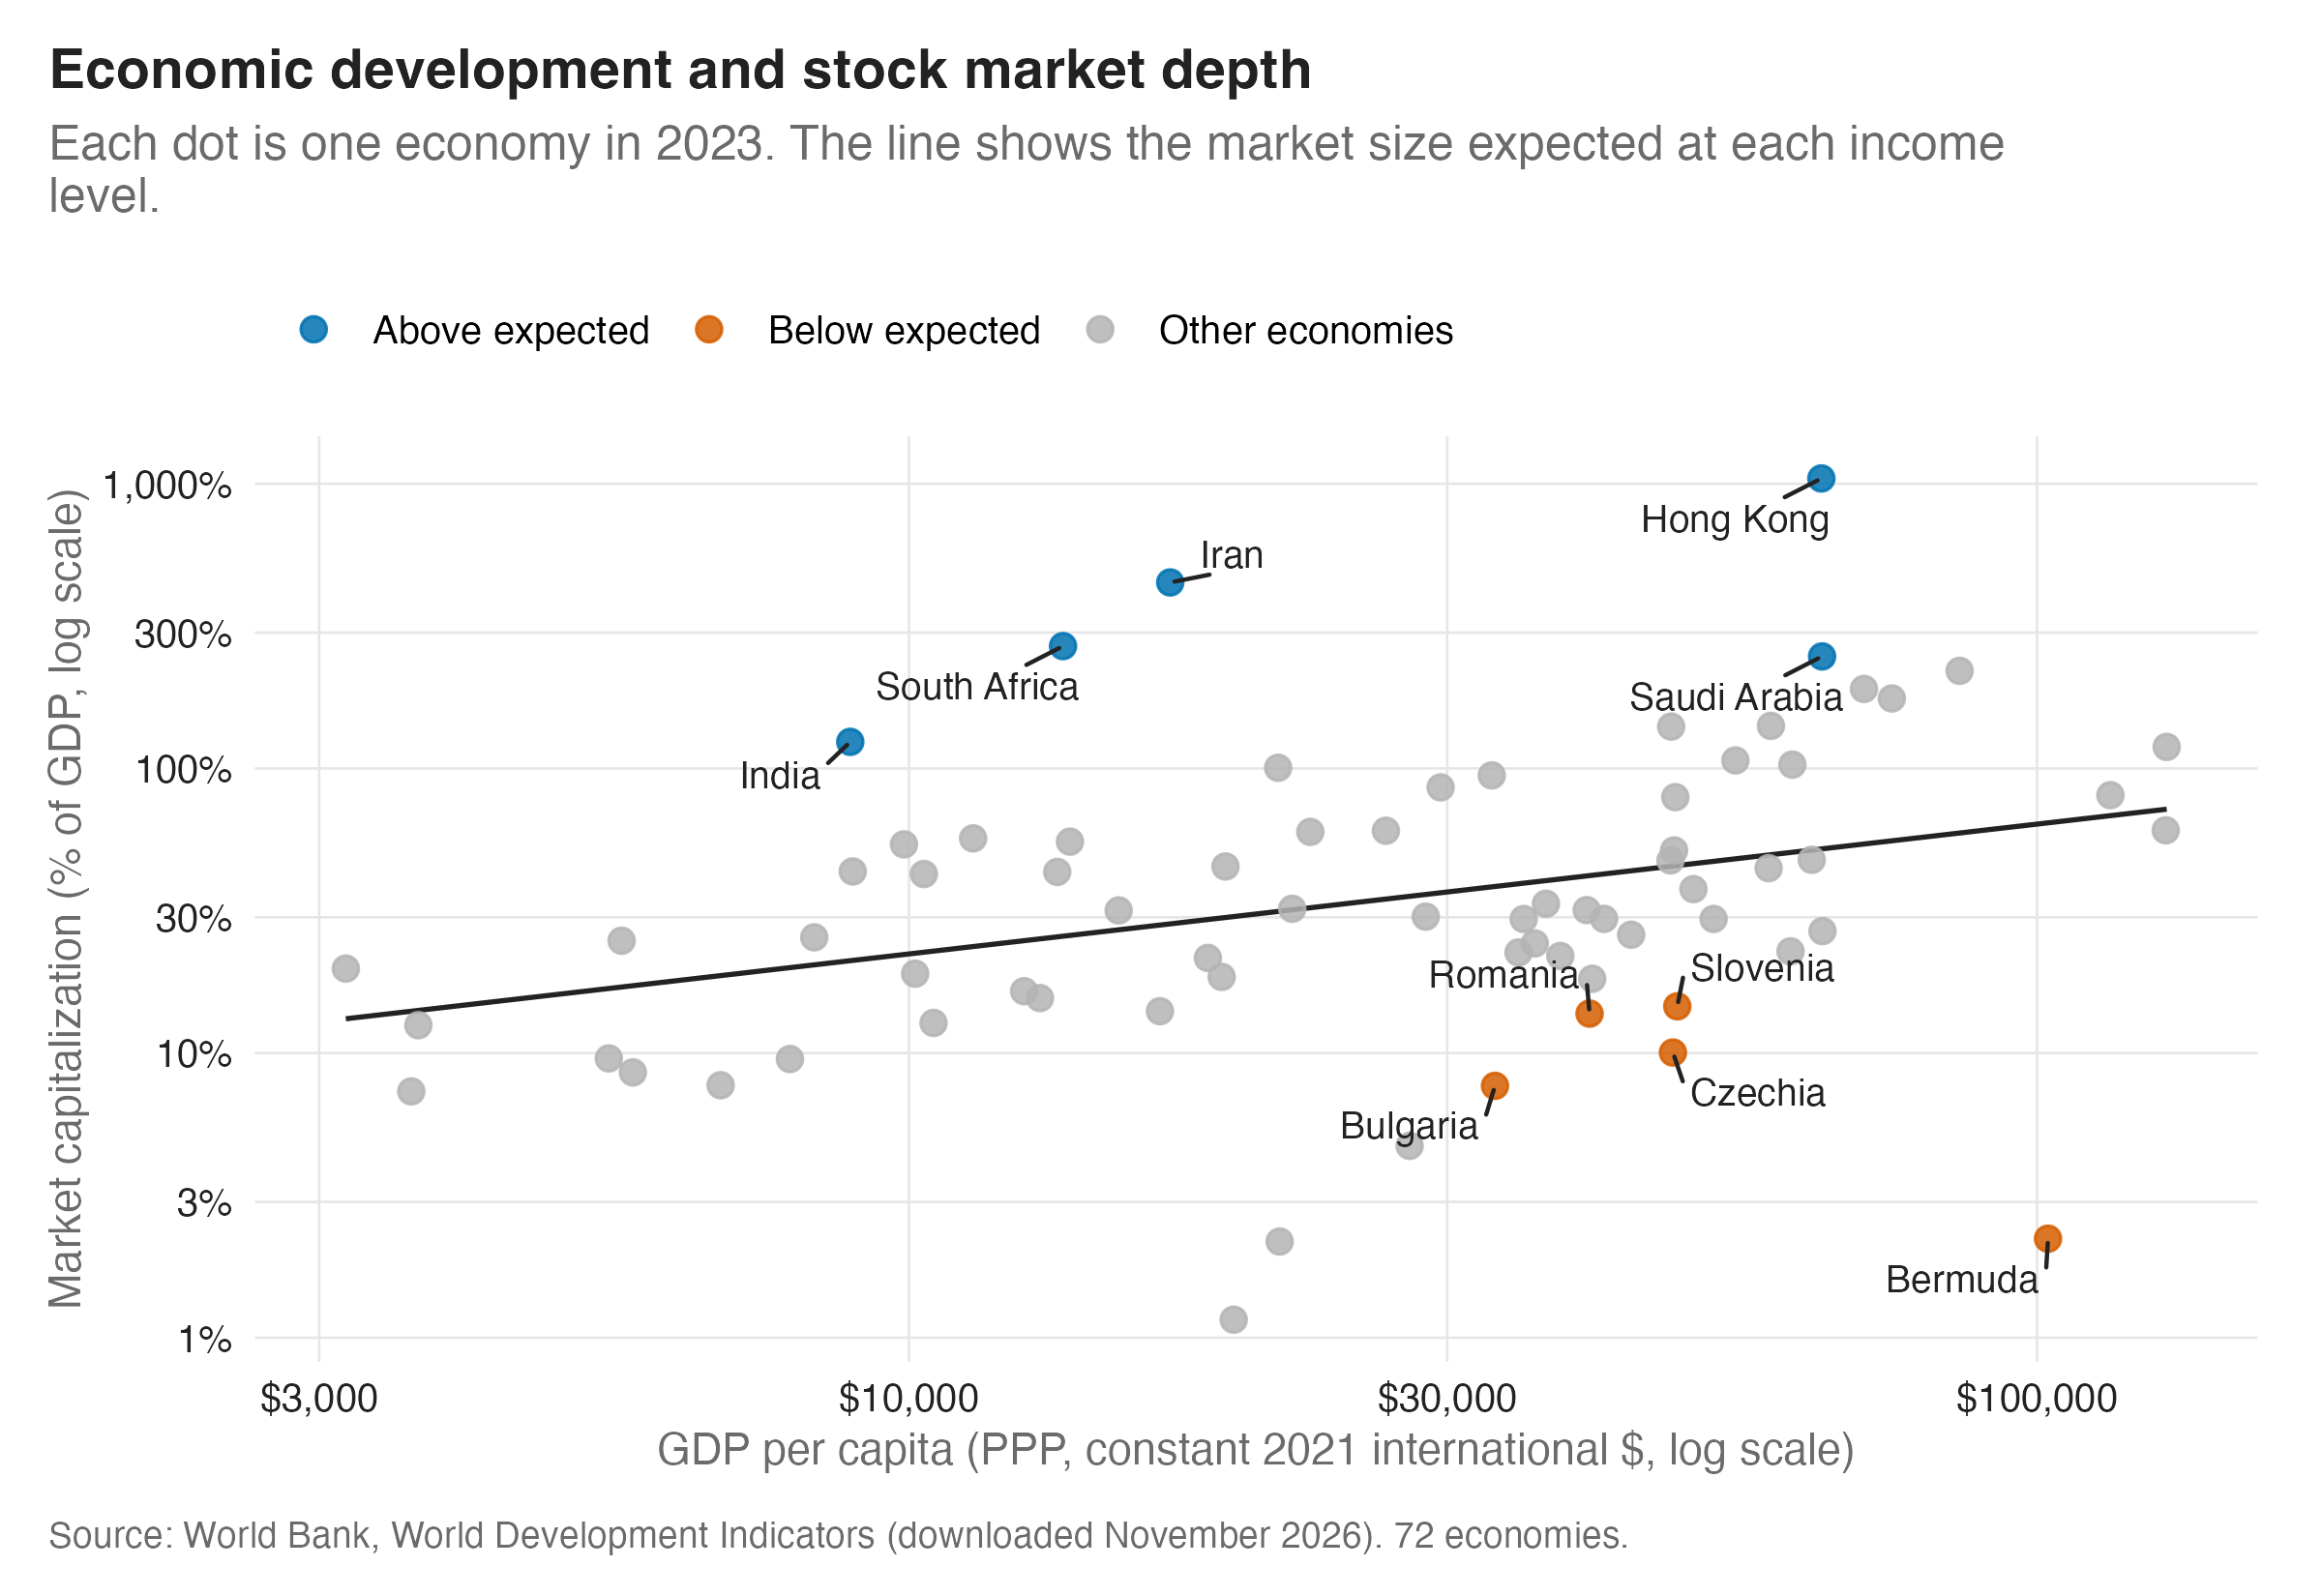 Economic development and stock market depth
Each dot is one economy in 2023. The line shows the market size expected at each income
level.
Above expected
Below expected
Other economies
Market capitalization (% of GDP, log scale)
1,000%
300%
100%
30%
10%
3%
1%
Hong Kong
Iran
South Africa
Saudi Arabia
India
Romania
Slovenia
Czechia
Bulgaria
Bermuda
$3,000
$10,000
$30,000
$100,000
GDP per capita (PPP, constant 2021 international $, log scale)
Source: World Bank, World Development Indicators (downloaded November 2026). 72 economies.